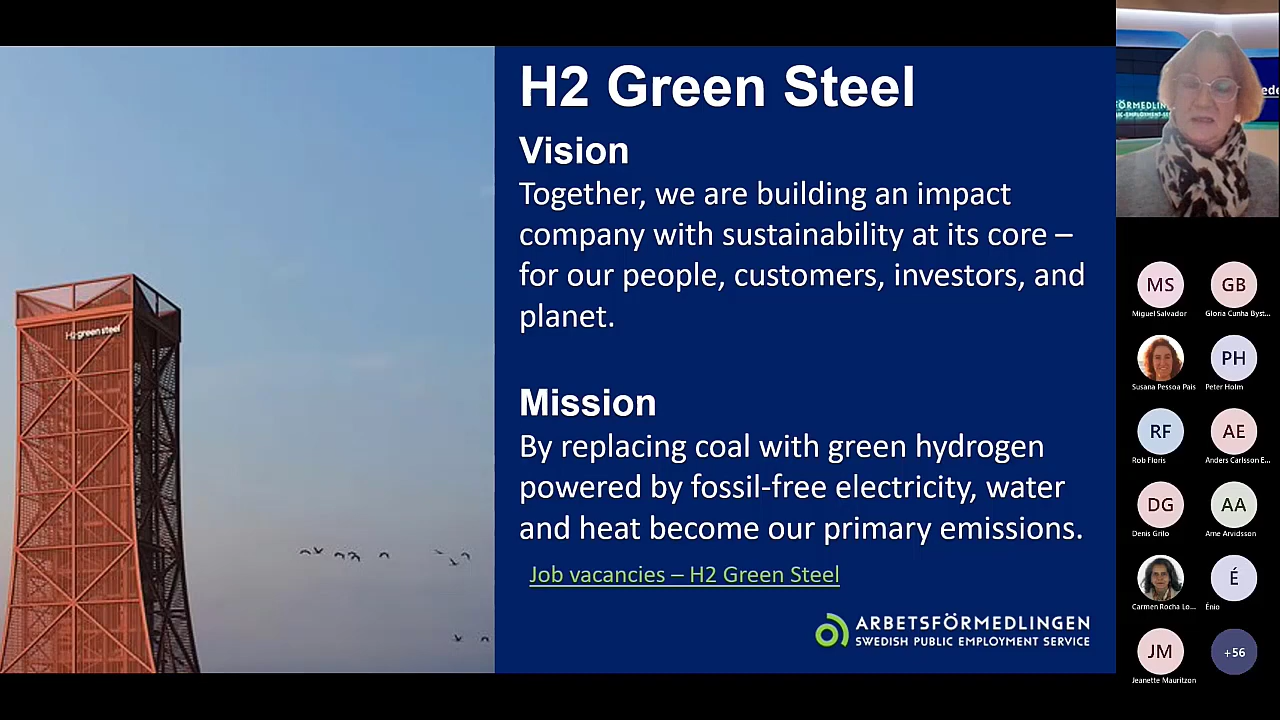 H2 Green Steel
Vision
Together, we are building an impact
company with sustainability at its core –
for our people, customers, investors, and
planet.
Mission
By replacing coal with green hydrogen
powered by fossil-free electricity, water
and heat become our primary emissions.
Job vacancies – H2 Green Steel
ARBETSFÖRMEDLINGEN
SWEDISH PUBLIC EMPLOYMENT SERVICE
H2 green steel
MS
Miguel Salvador
GB
Gloria Cunha Byst...
Susana Pessoa Pais
PH
Peter Holm
RF
Rob Floris
AE
Anders Carlsson E...
DG
Denis Grilo
AA
Arne Arvidsson
Carmen Rocha Lo...
É
Énio
JM
Jeanette Mauritzon
+56